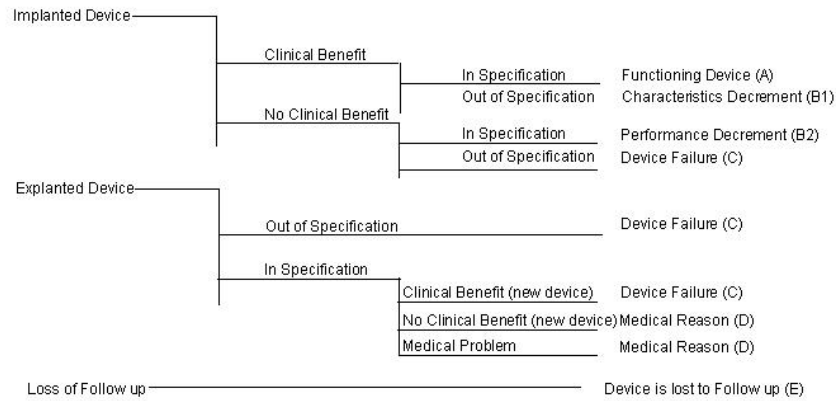 Implanted Device
Clinical Benefit
In Specification Functioning Device (A)
Out of Specification Characteristics Decrement (B1)
No Clinical Benefit
In Specification Performance Decrement (B2)
Out of Specification Device Failure (C)
Explanted Device
Out of Specification Device Failure (C)
In Specification
Clinical Benefit (new device) Device Failure (C)
No Clinical Benefit (new device) Medical Reason (D)
Medical Problem Medical Reason (D)
Loss of Follow up Device is lost to Follow up (E)